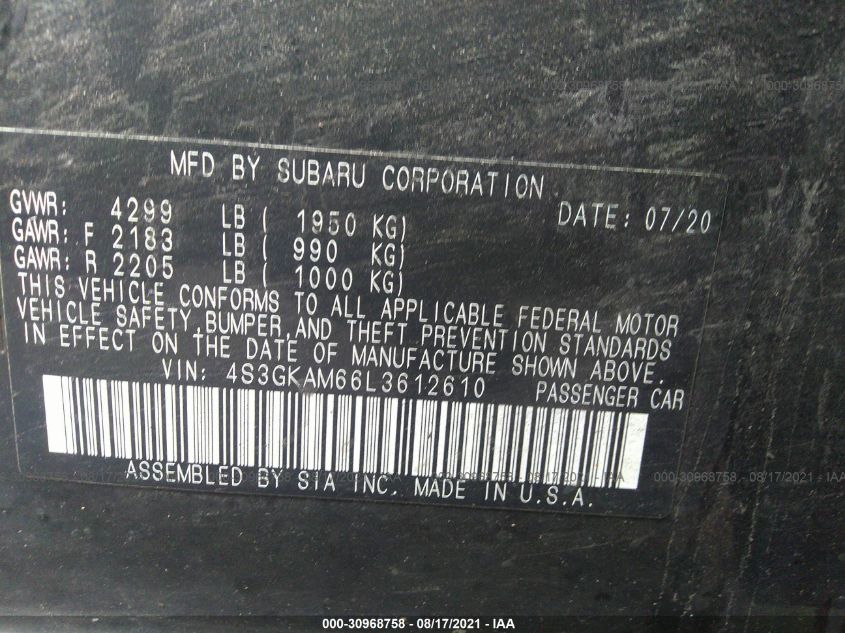 MFD BY SUBARU CORPORATION
GVWR: 4299 LB ( 1950 KG) DATE: 07/20
GAWR: F 2183 LB ( 990 KG)
GAWR: R 2205 LB ( 1000 KG)
THIS VEHICLE CONFORMS TO ALL APPLICABLE FEDERAL MOTOR
VEHICLE SAFETY,BUMPER,AND THEFT PREVENTION STANDARDS
IN EFFECT ON THE DATE OF MANUFACTURE SHOWN ABOVE.
VIN: 4S3GKAM66L3612610 PASSENGER CAR
ASSEMBLED BY SIA INC. MADE IN U.S.A.
000-30968758 - 08/17/2021 - IAA
000-30968758 - 08/17/2021 - IAA